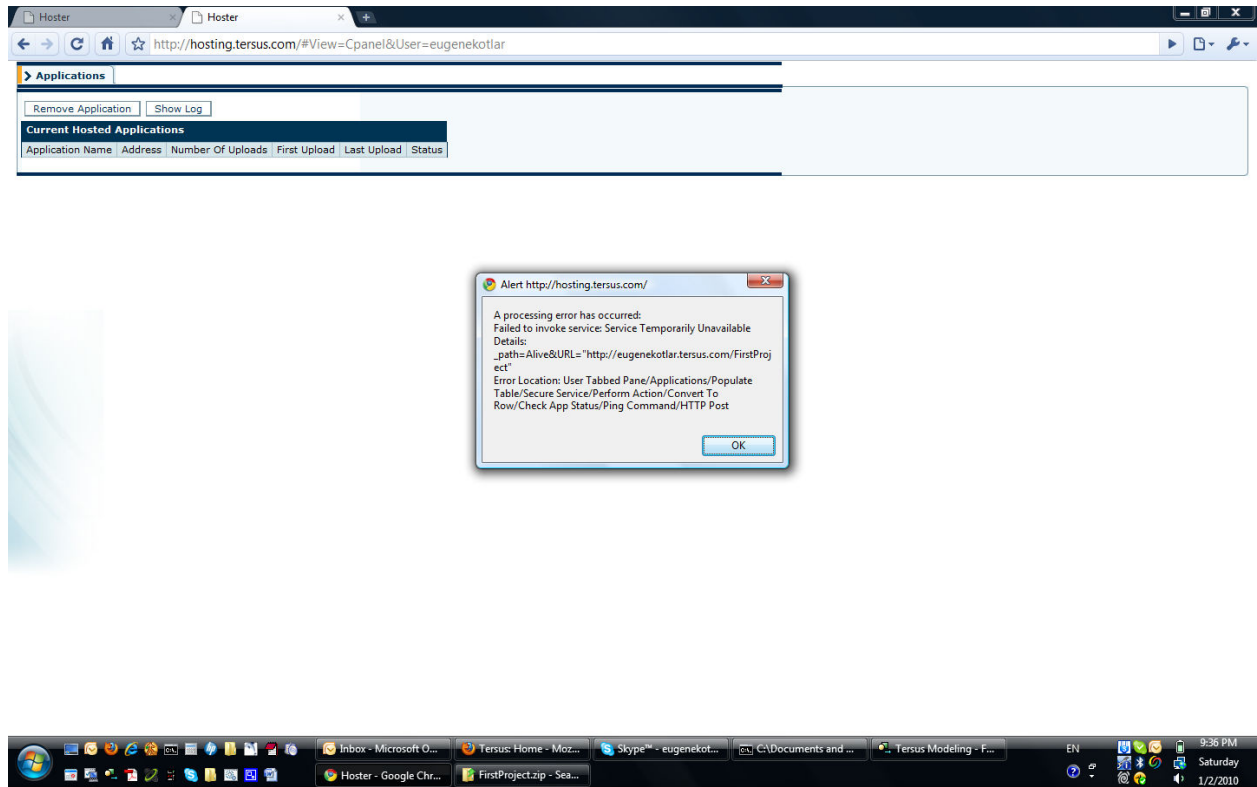 Hoster
Hoster
http://hosting.tersus.com/#View=Cpanel&User=eugenekotlar
Applications
Remove Application Show Log
Current Hosted Applications
Application Name Address Number Of Uploads First Upload Last Upload Status
Alert http://hosting.tersus.com/
A processing error has occurred:
Failed to invoke service: Service Temporarily Unavailable
Details:
_path=Alive&URL="http://eugenekotlar.tersus.com/FirstProj
ect"
Error Location: User Tabbed Pane/Applications/Populate
Table/Secure Service/Perform Action/Convert To
Row/Check App Status/Ping Command/HTTP Post
OK
Inbox - Microsoft O... Tersus: Home - Moz... Skype™ - eugenekot... C:\Documents and ... Tersus Modeling - F... EN 9:36 PM
Saturday
Hoster - Google Chr... FirstProject.zip - Sea... 1/2/2010